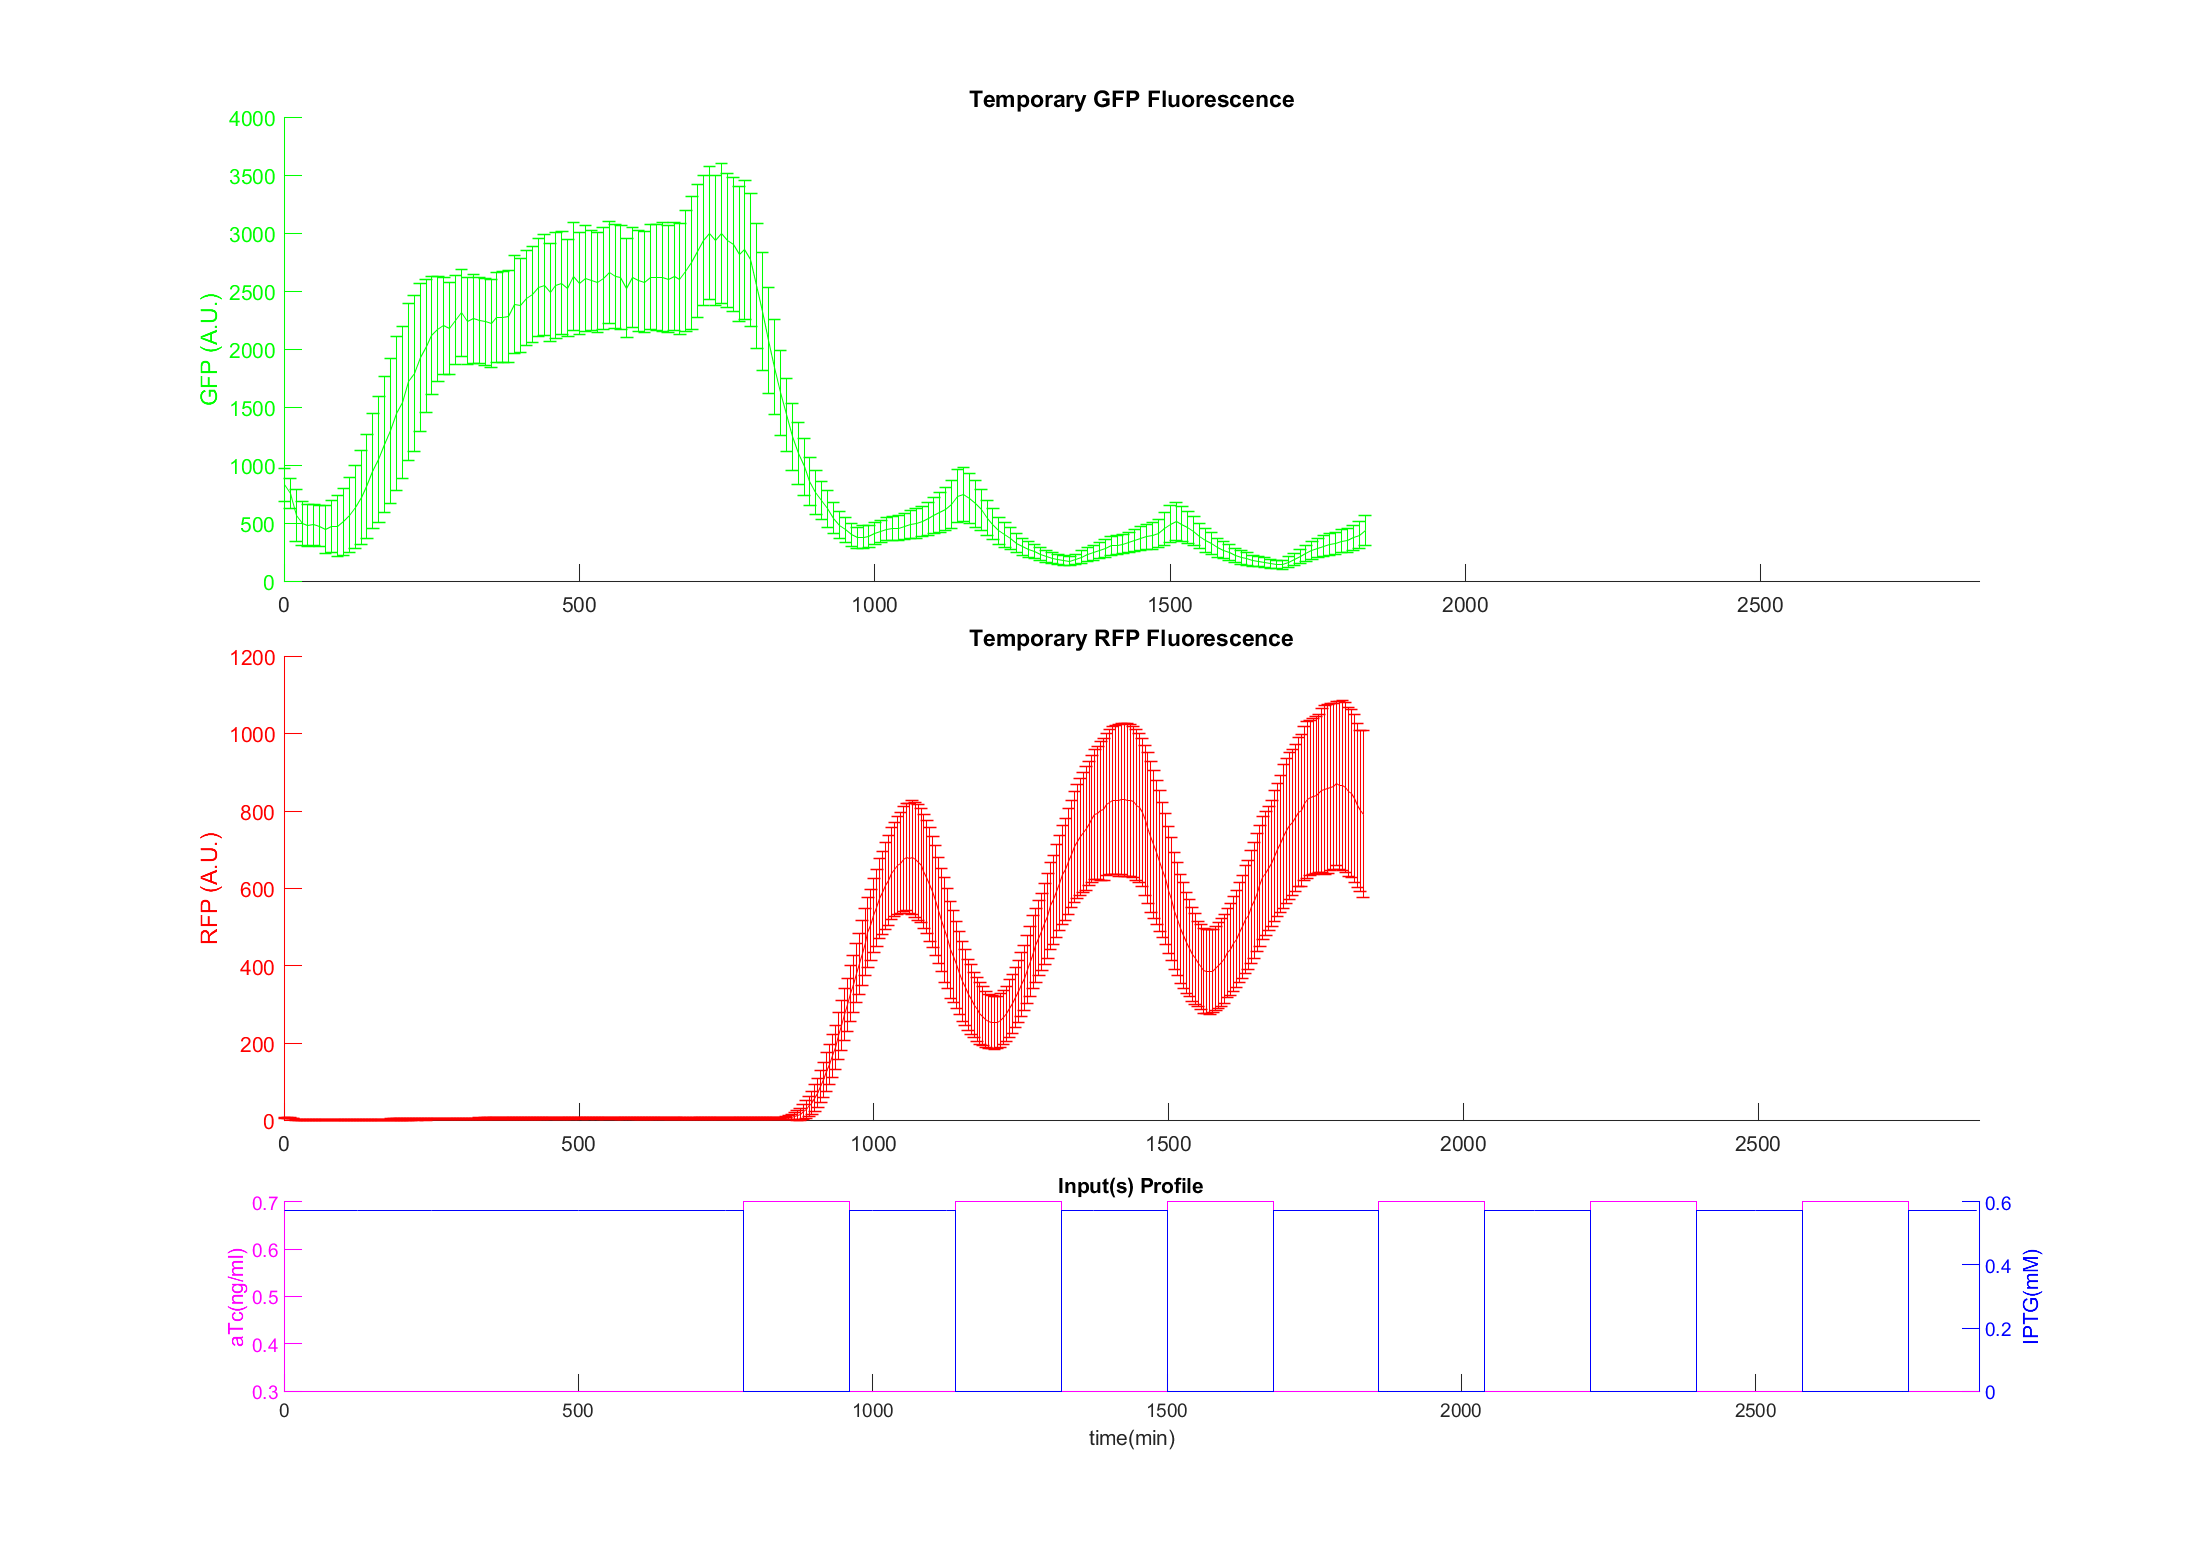 Temporary GFP Fluorescence
4000
3500
3000
2500
2000
1500
1000
500
0
GFP (A.U.)
0 500 1000 1500 2000 2500
Temporary RFP Fluorescence
1200
1000
800
600
400
200
0
RFP (A.U.)
0 500 1000 1500 2000 2500
Input(s) Profile
0.7
0.6
0.5
0.4
0.3
aTc(ng/ml)
0.6
0.4
0.2
0
IPTG(mM)
0 500 1000 1500 2000 2500
time(min)